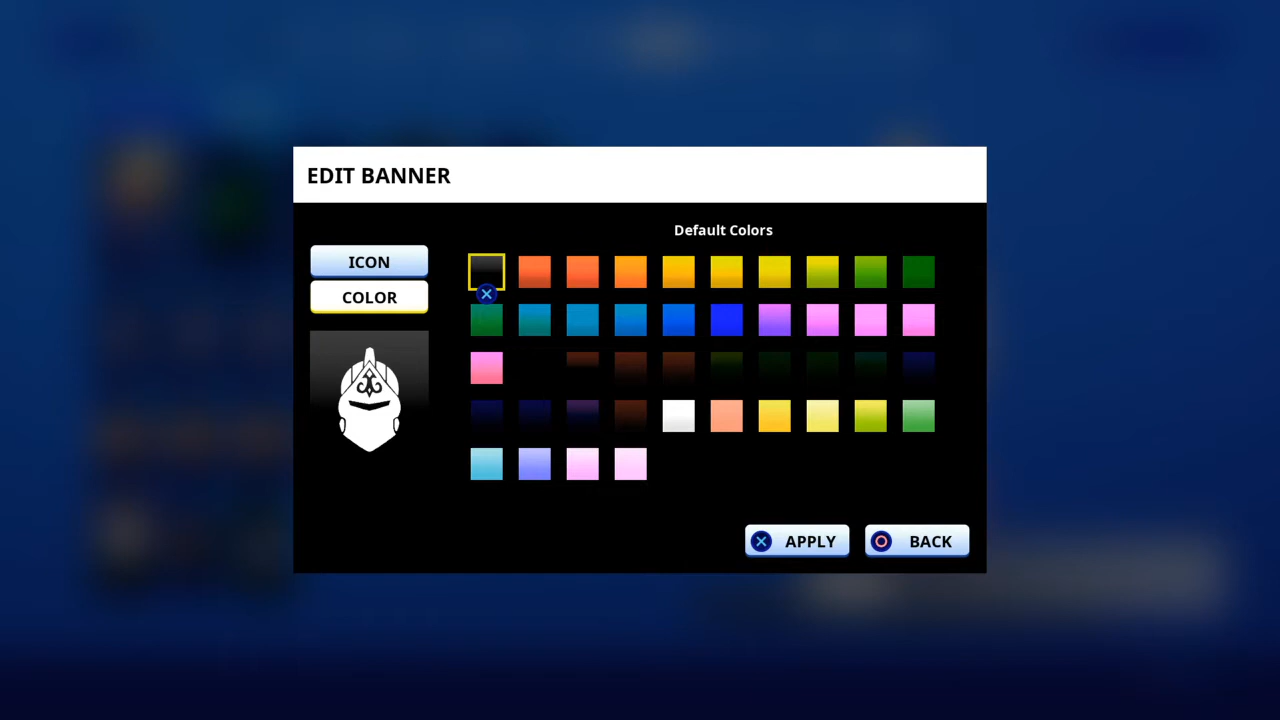 EDIT BANNER
Default Colors
ICON
COLOR
APPLY
BACK